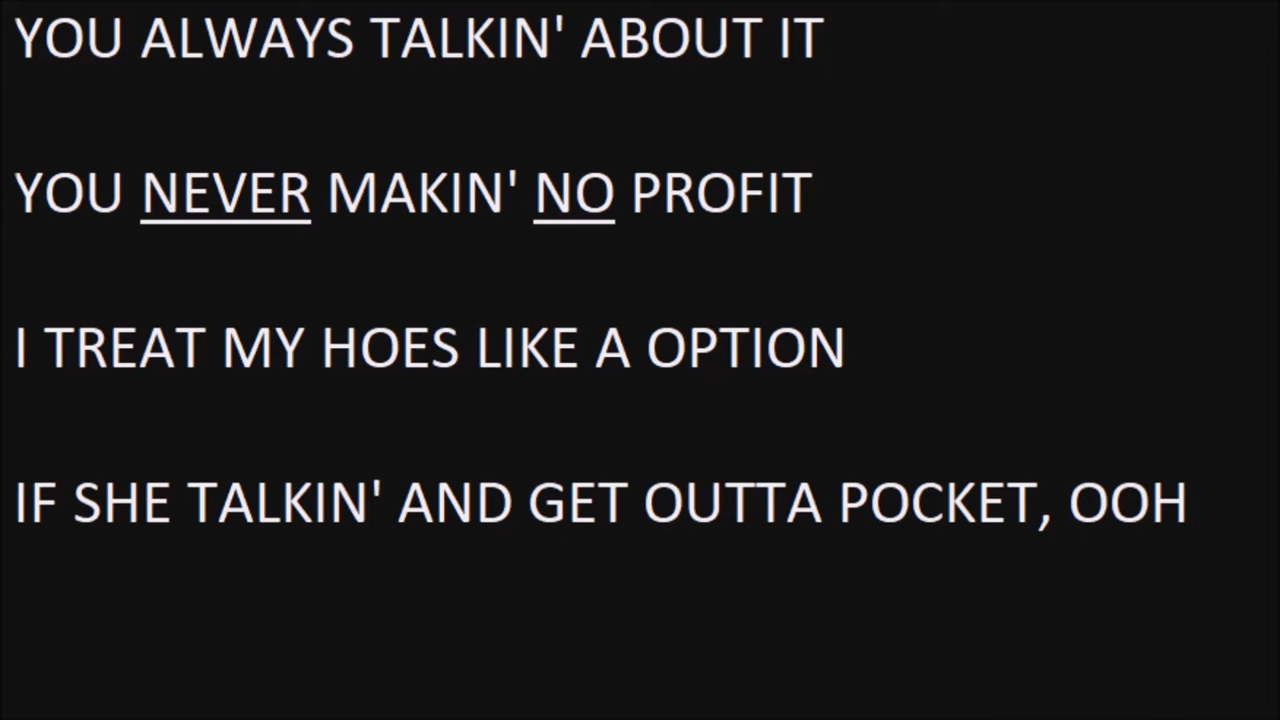 YOU ALWAYS TALKIN' ABOUT IT
YOU NEVER MAKIN' NO PROFIT
I TREAT MY HOES LIKE A OPTION
IF SHE TALKIN' AND GET OUTTA POCKET, OOH